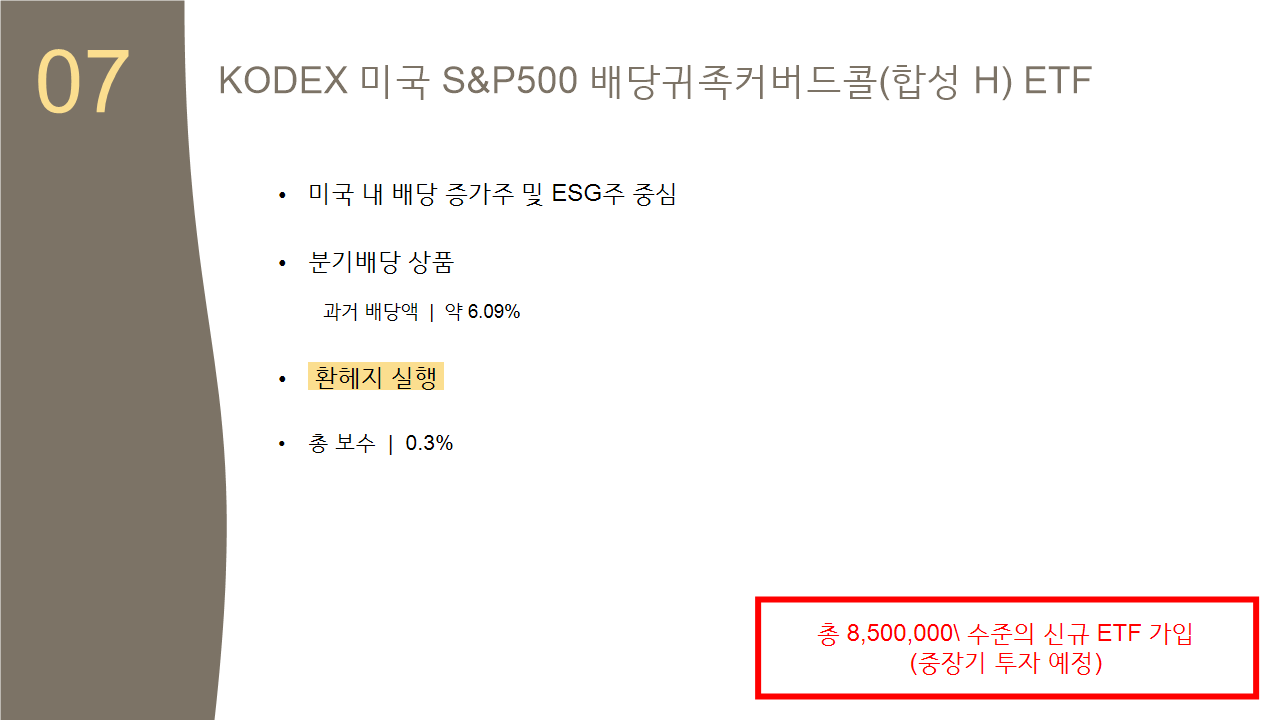 07
KODEX 미국 S&P500 배당귀족커버드콜(합성 H) ETF
• 미국 내 배당 증가주 및 ESG주 중심
• 분기배당 상품
과거 배당액 | 약 6.09%
• 환헤지 실행
• 총 보수 | 0.3%
총 8,500,000\ 수준의 신규 ETF 가입
(중장기 투자 예정)